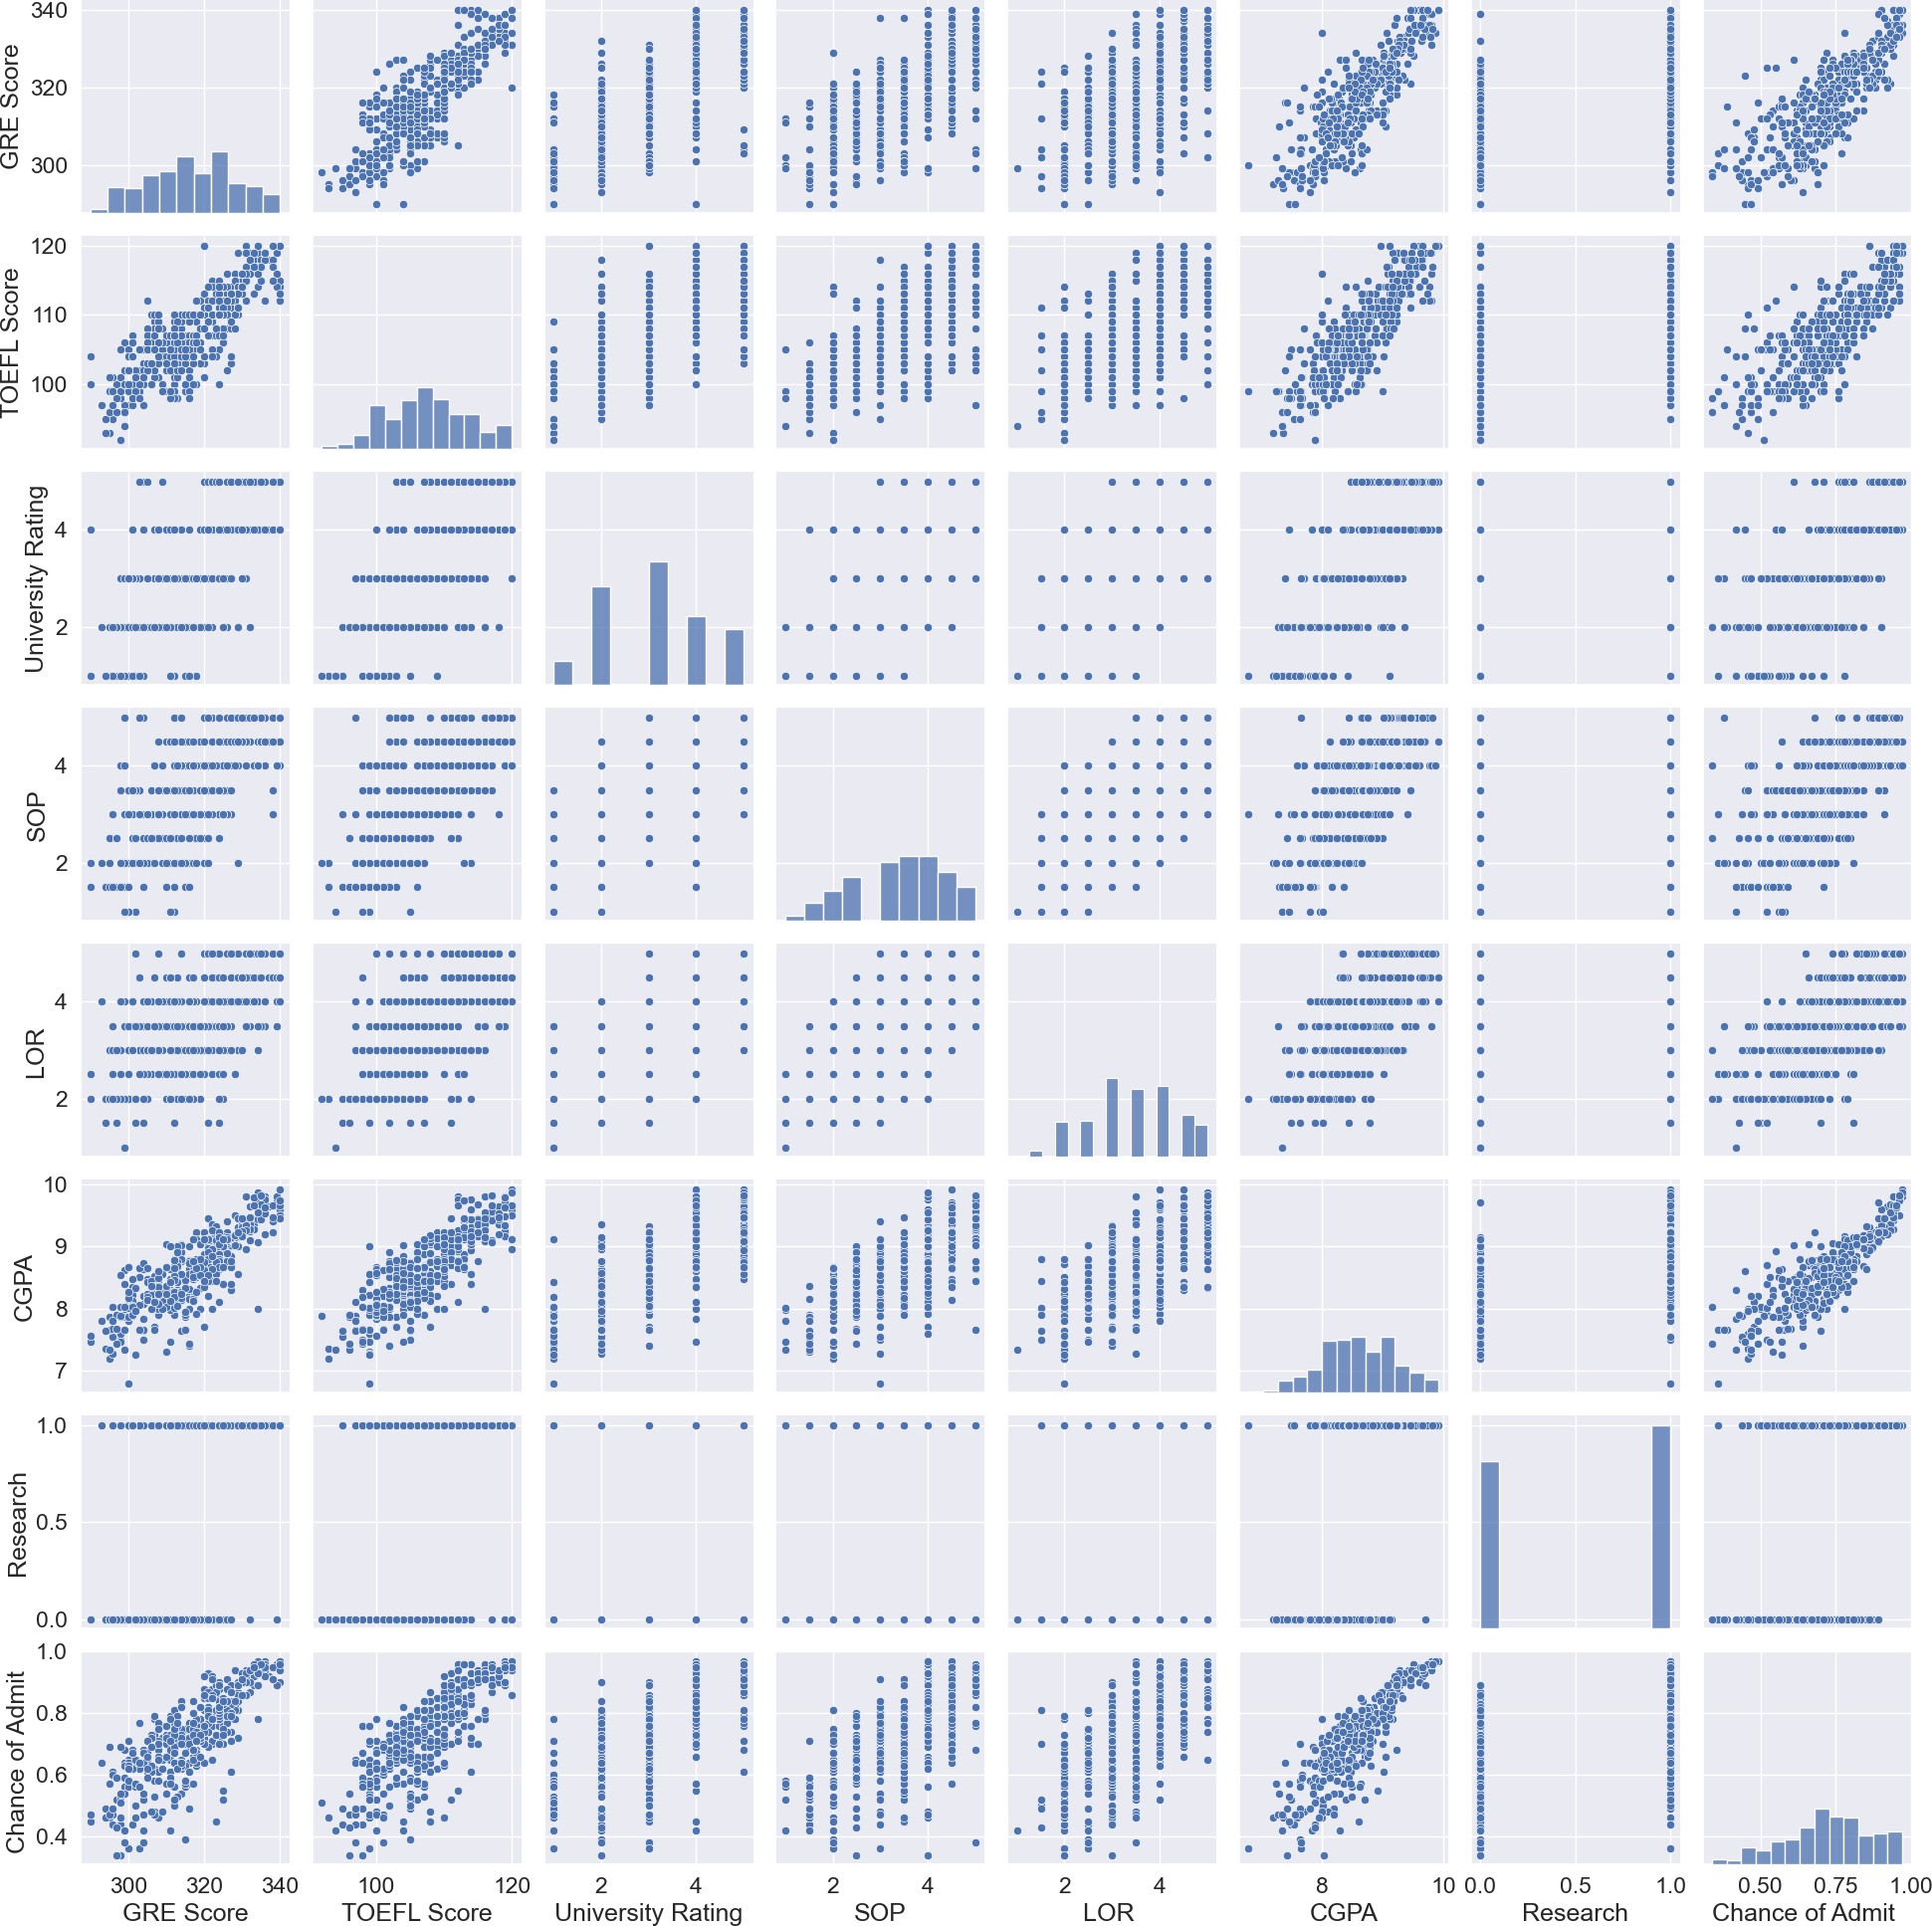 340
320
300
GRE Score
120
110
100
TOEFL Score
4
2
University Rating
4
2
SOP
4
2
LOR
10
9
8
7
CGPA
1.0
0.5
0.0
Research
1.0
0.8
0.6
0.4
Chance of Admit
300 320 340 100 120 2 4 2 4 2 4 8 10 0.0 0.5 1.0 0.50 0.75 1.00
GRE Score TOEFL Score University Rating SOP LOR CGPA Research Chance of Admit